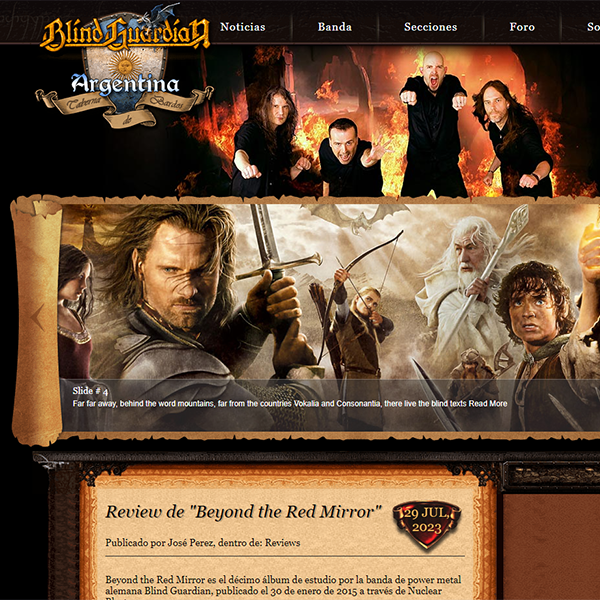 Noticias Banda Secciones Foro So
Blind Guardian
Argentina
Taberna de Bardos
Slide # 4
Far far away, behind the word mountains, far from the countries Vokalia and Consonantia, there live the blind texts Read More
Review de "Beyond the Red Mirror"
29 JUL,
2023
Publicado por José Perez, dentro de: Reviews
Beyond the Red Mirror es el décimo álbum de estudio por la banda de power metal
alemana Blind Guardian, publicado el 30 de enero de 2015 a través de Nuclear